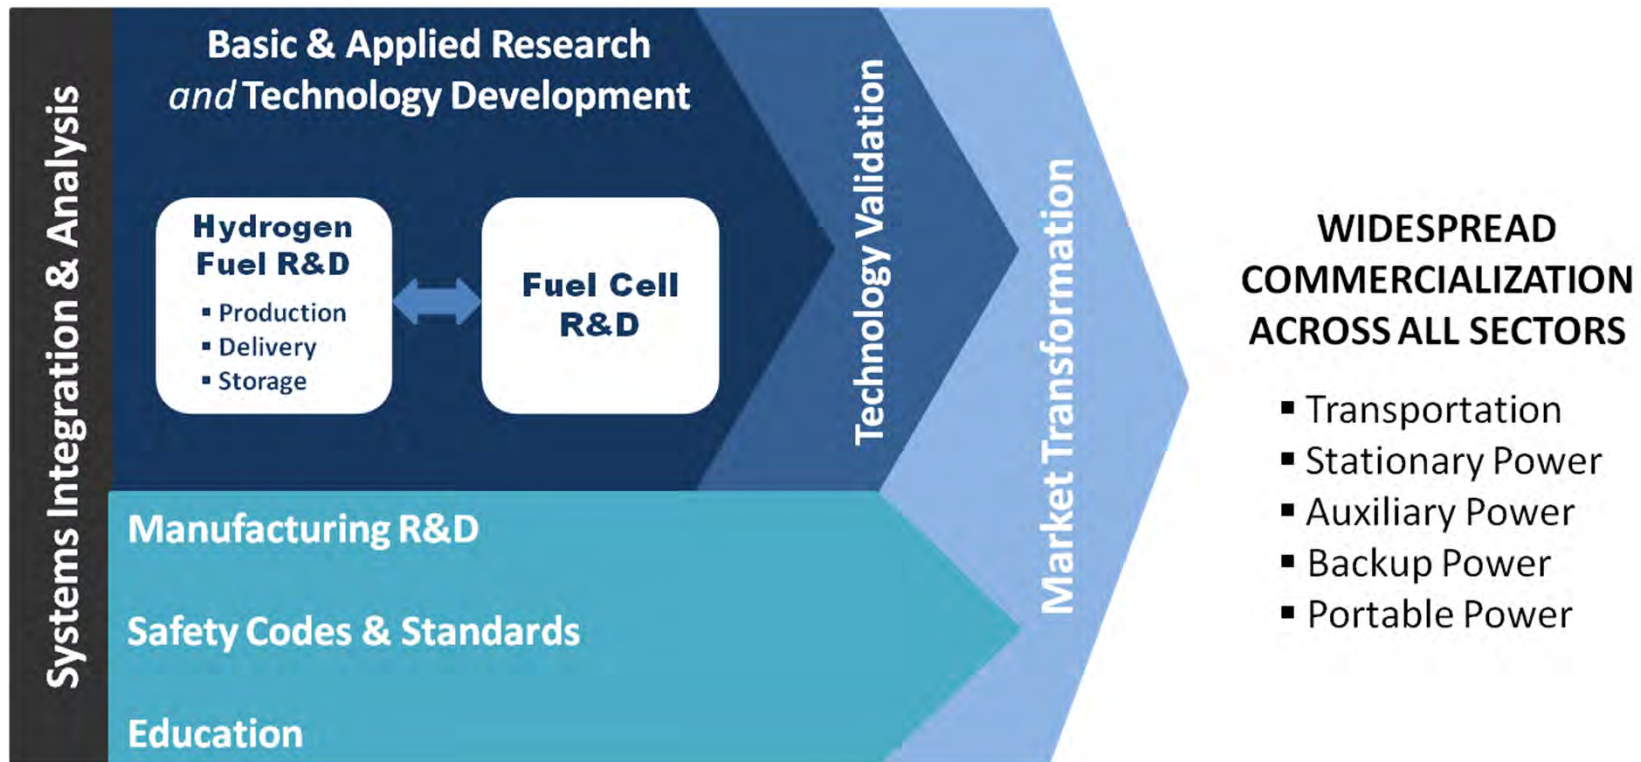 Systems Integration & Analysis
Basic & Applied Research
and Technology Development
Hydrogen
Fuel R&D
▪ Production
▪ Delivery
▪ Storage
Fuel Cell
R&D
Technology Validation
Market Transformation
Manufacturing R&D
Safety Codes & Standards
Education
WIDESPREAD
COMMERCIALIZATION
ACROSS ALL SECTORS
▪ Transportation
▪ Stationary Power
▪ Auxiliary Power
▪ Backup Power
▪ Portable Power